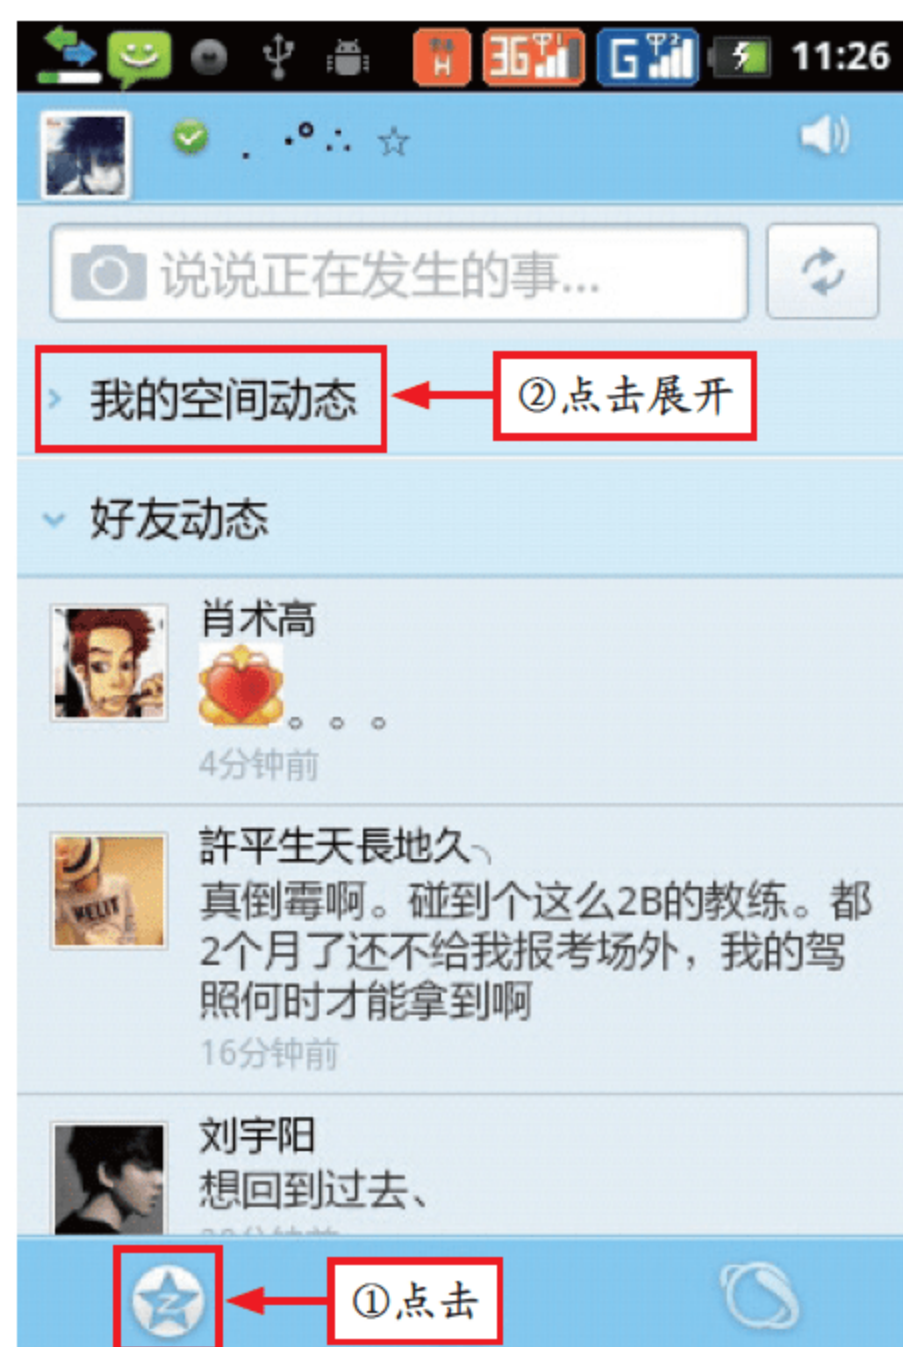 H 3G 1 G 2 11:26
说说正在发生的事...
我的空间动态
②点击展开
好友动态
肖术高
。。。
4分钟前
許平生天長地久╮
真倒霉啊。碰到个这么2B的教练。都
2个月了还不给我报考场外，我的驾
照何时才能拿到啊
16分钟前
刘宇阳
想回到过去、
①点击